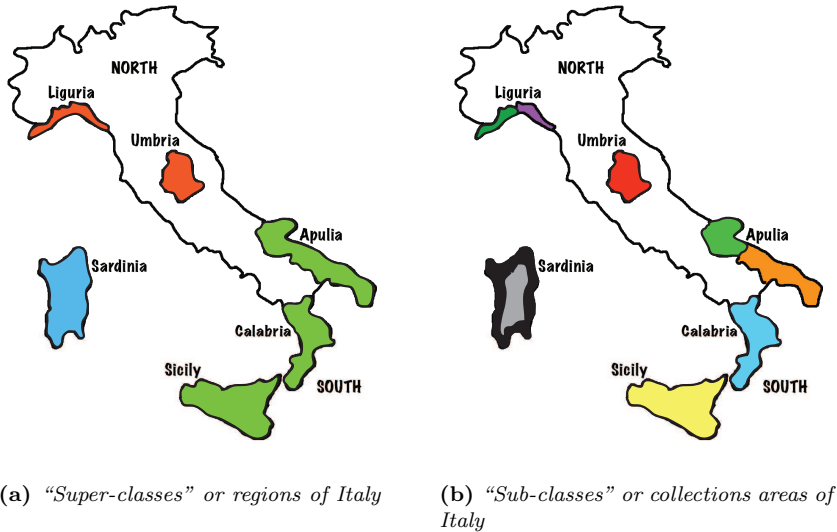 NORTH
Liguria
Umbria
Apulia
Sardinia
Calabria
Sicily
SOUTH
(a) “Super-classes” or regions of Italy
NORTH
Liguria
Umbria
Apulia
Sardinia
Calabria
Sicily
SOUTH
(b) “Sub-classes” or collections areas of
Italy